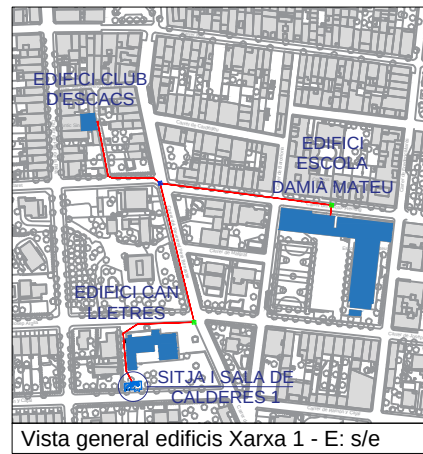 EDIFICI CLUB
D'ESCACS
EDIFICI
ESCOLA
DAMIÀ MATEU
EDIFICI CAN
LLETRES
SITJA I SALA DE
CALDERES 1
Vista general edificis Xarxa 1 - E: s/e